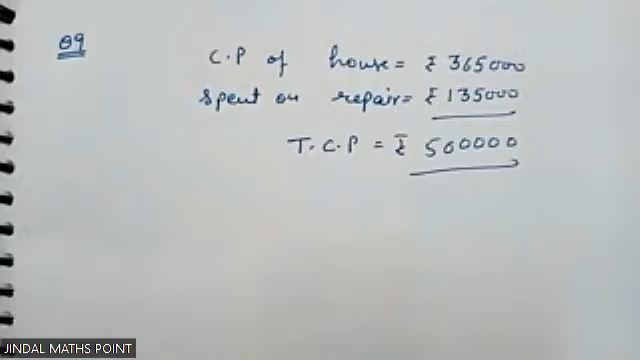 Q9
C.P of house = ₹ 365000
Spent on repair = ₹ 135000
T.C.P = ₹ 500000
JINDAL MATHS POINT